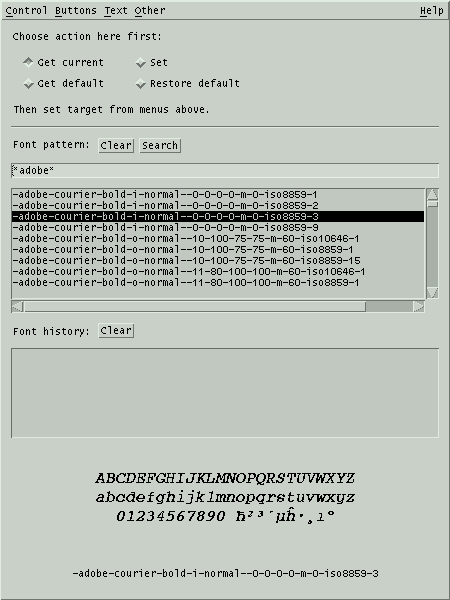 Control Buttons Text Other Help
Choose action here first:
Get current Set
Get default Restore default
Then set target from menus above.
Font pattern: Clear Search
*adobe*
-adobe-courier-bold-i-normal--0-0-0-0-m-0-iso8859-1
-adobe-courier-bold-i-normal--0-0-0-0-m-0-iso8859-2
-adobe-courier-bold-i-normal--0-0-0-0-m-0-iso8859-3
-adobe-courier-bold-i-normal--0-0-0-0-m-0-iso8859-9
-adobe-courier-bold-o-normal--10-100-75-75-m-60-iso10646-1
-adobe-courier-bold-o-normal--10-100-75-75-m-60-iso8859-1
-adobe-courier-bold-o-normal--10-100-75-75-m-60-iso8859-15
-adobe-courier-bold-o-normal--11-80-100-100-m-60-iso10646-1
-adobe-courier-bold-o-normal--11-80-100-100-m-60-iso8859-1
Font history: Clear
ABCDEFGHIJKLMNOPQRSTUVWXYZ
abcdefghijklmnopqrstuvwxyz
01234567890 ħ²³´µĥ·¸ıº
-adobe-courier-bold-i-normal--0-0-0-0-m-0-iso8859-3